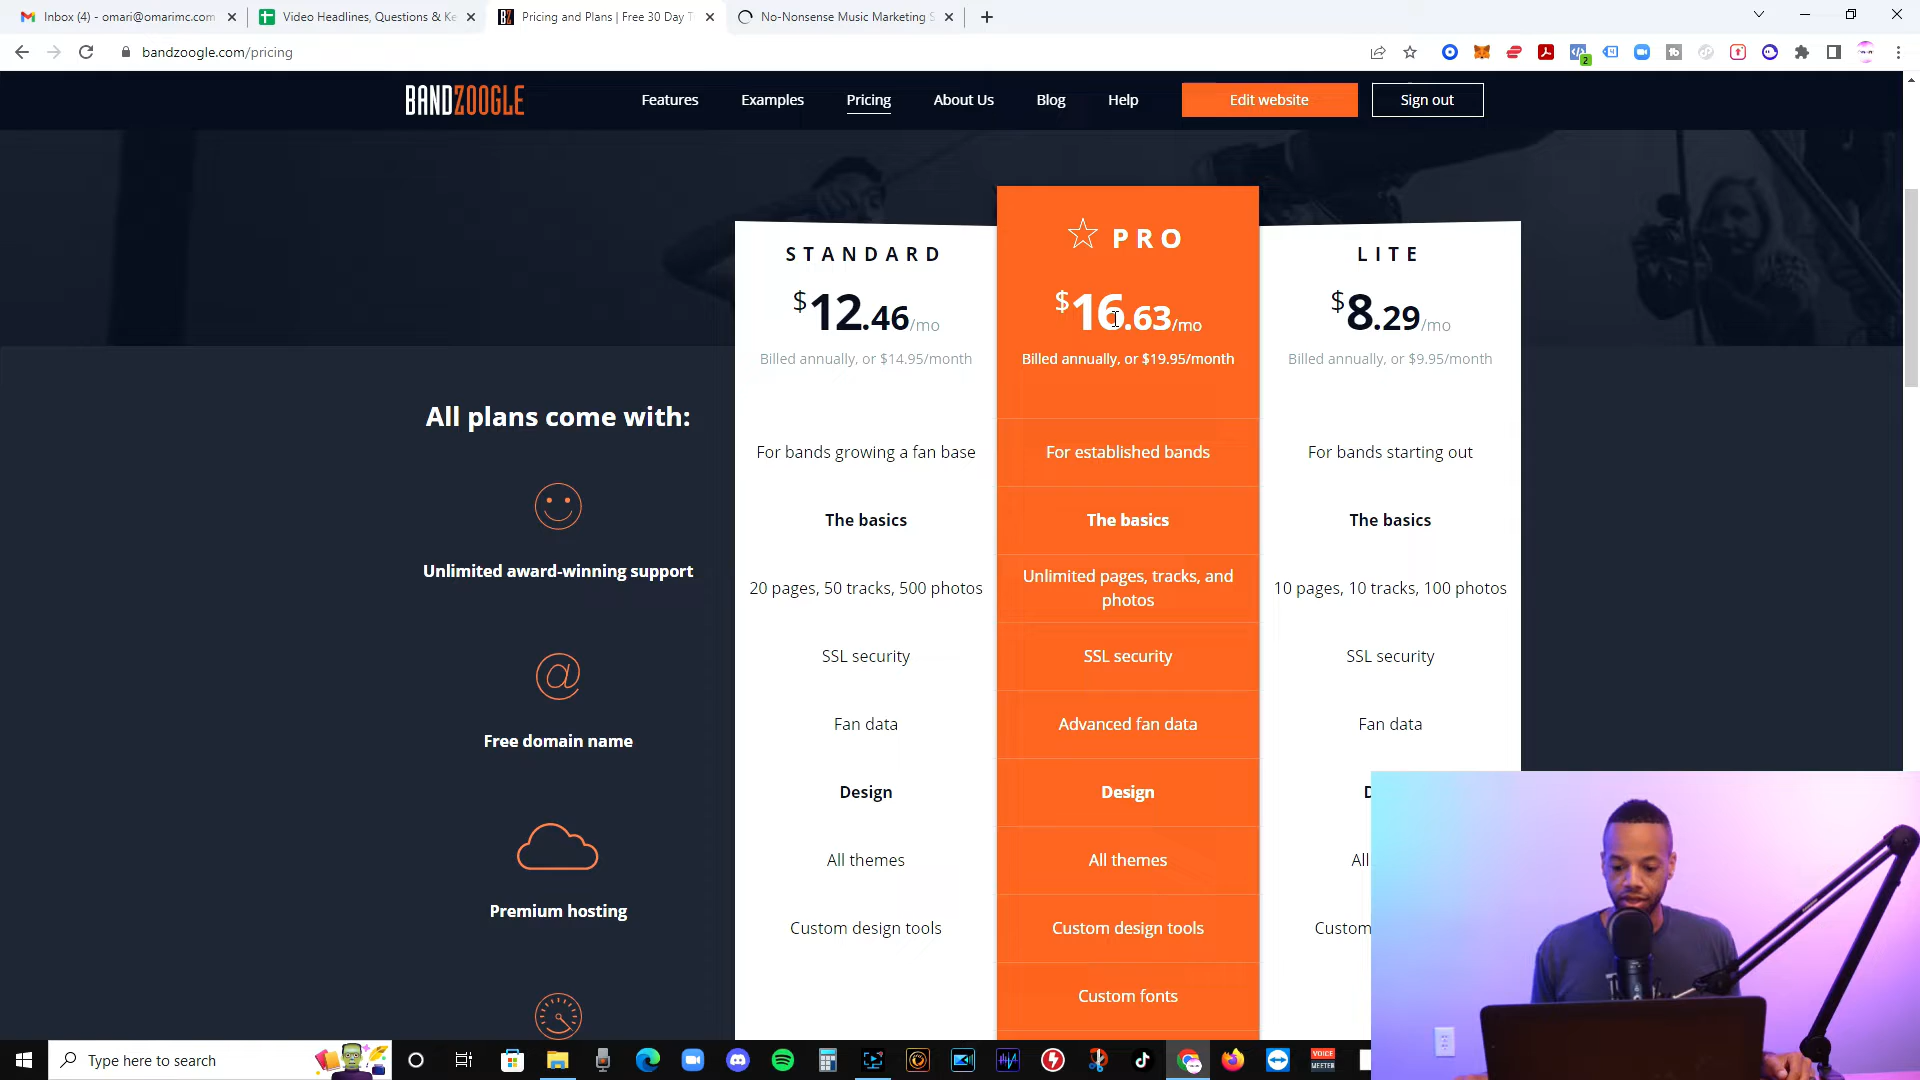 Inbox (4) - omari@omarimc.com
Video Headlines, Questions & Ke
Pricing and Plans | Free 30 Day T
No-Nonsense Music Marketing S
bandzoogle.com/pricing
2
BANDZOOGLE
Features
Examples
Pricing
About Us
Blog
Help
Edit website
Sign out
STANDARD
$12.46/mo
Billed annually, or $14.95/month
For bands growing a fan base
The basics
20 pages, 50 tracks, 500 photos
SSL security
Fan data
Design
All themes
Custom design tools
PRO
$16.63/mo
Billed annually, or $19.95/month
For established bands
The basics
Unlimited pages, tracks, and
photos
SSL security
Advanced fan data
Design
All themes
Custom design tools
Custom fonts
LITE
$8.29/mo
Billed annually, or $9.95/month
For bands starting out
The basics
10 pages, 10 tracks, 100 photos
SSL security
Fan data
D
All
Custom
All plans come with:
Unlimited award-winning support
@
Free domain name
Premium hosting
Type here to search
VOICE
MEETER